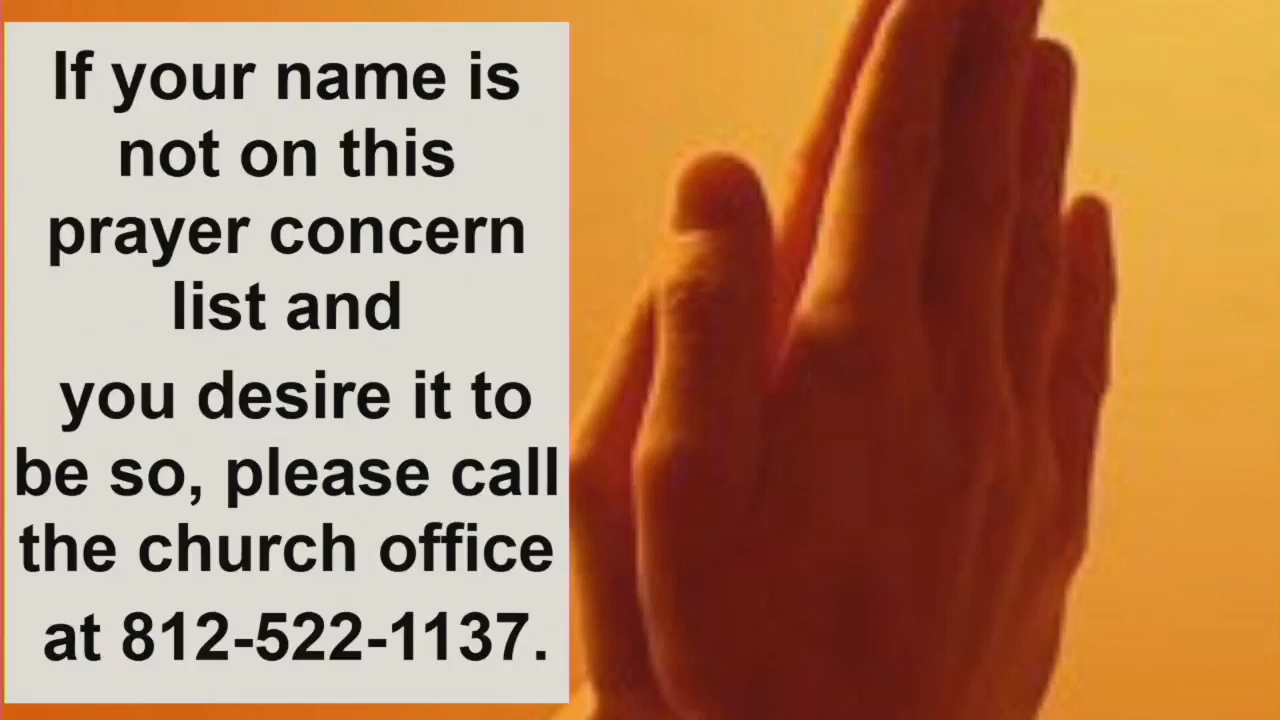 If your name is
not on this
prayer concern
list and
you desire it to
be so, please call
the church office
at 812-522-1137.